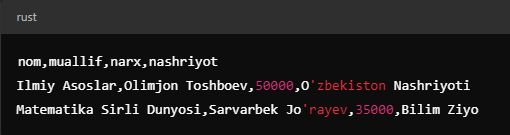 rust
nom,muallif,narx,nashriyot
Ilmiy Asoslar,Olimjon Toshboev,50000,O'zbekiston Nashriyoti
Matematika Sirli Dunyosi,Sarvarbek Jo'rayev,35000,Bilim Ziyo